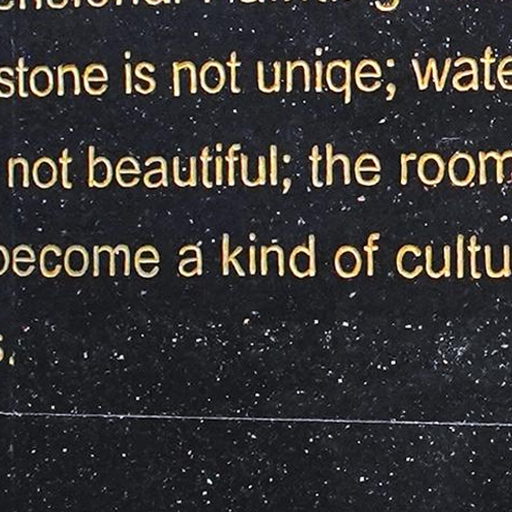 stone is not uniqe; wate
not beautiful; the room
become a kind of cultu
s.